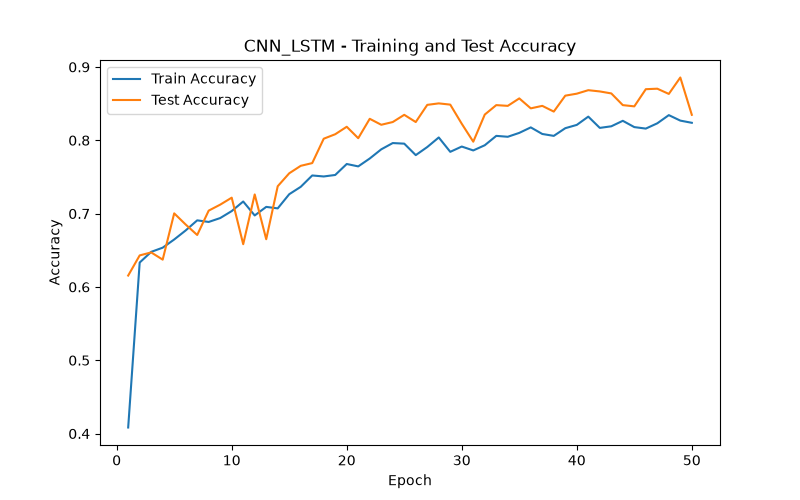 CNN_LSTM - Training and Test Accuracy
Train Accuracy
Test Accuracy
0.9
0.8
0.7
0.6
0.5
0.4
Accuracy
0 10 20 30 40 50
Epoch